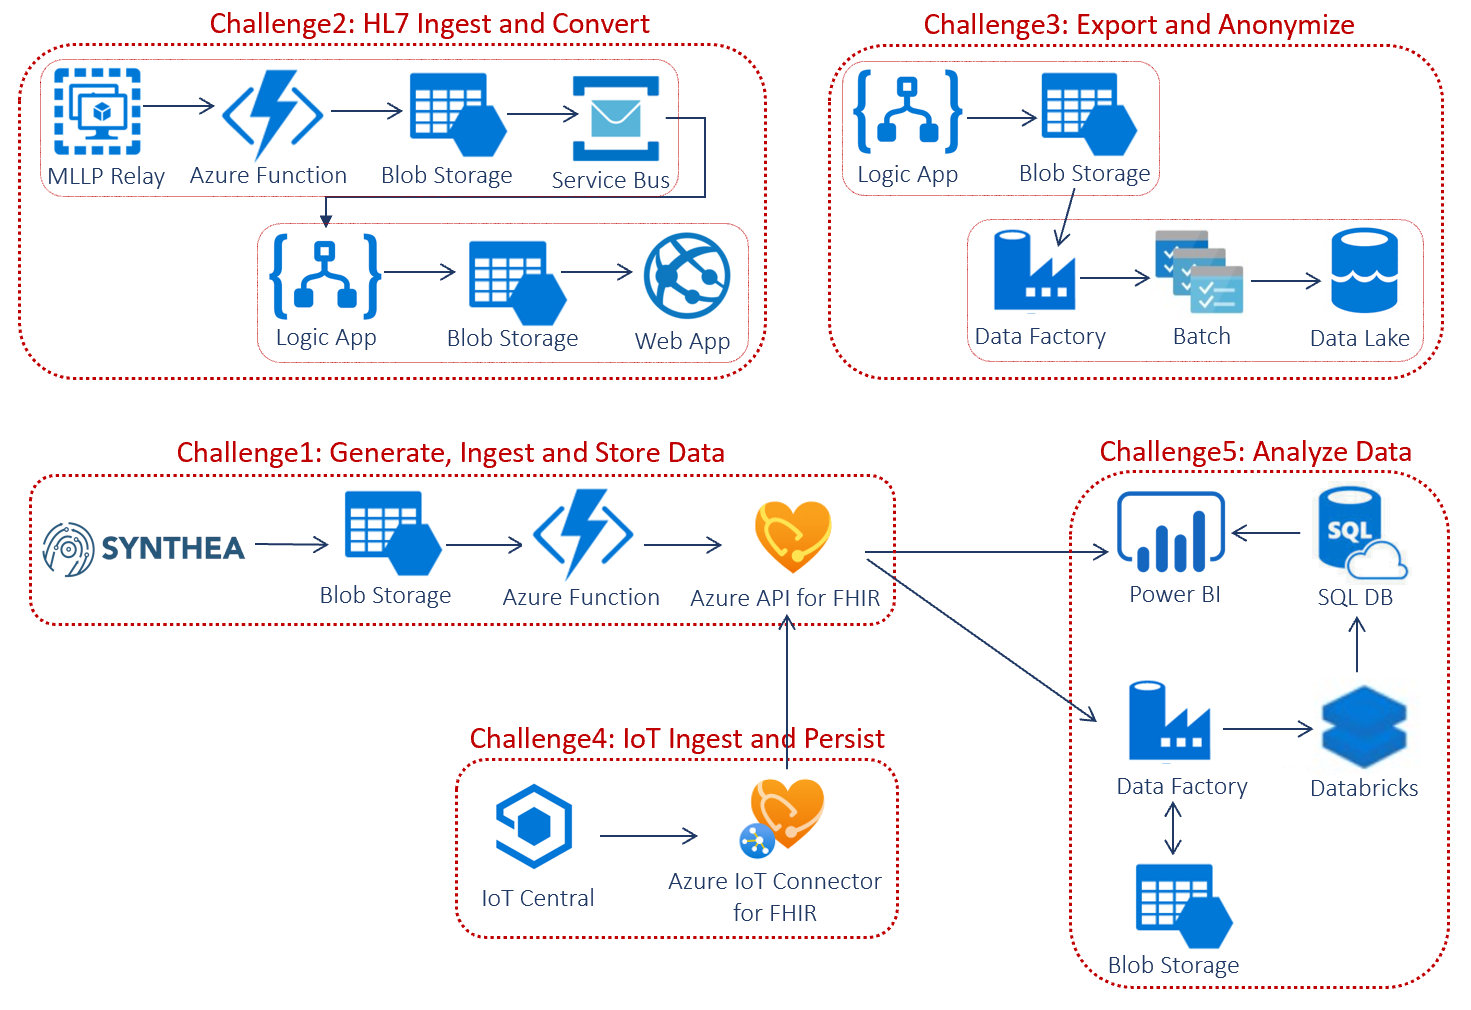 Challenge2: HL7 Ingest and Convert
MLLP Relay
Azure Function
Blob Storage
Service Bus
Logic App
Blob Storage
Web App
Challenge3: Export and Anonymize
Logic App
Blob Storage
Data Factory
Batch
Data Lake
Challenge1: Generate, Ingest and Store Data
SYNTHEA
Blob Storage
Azure Function
Azure API for FHIR
Challenge4: IoT Ingest and Persist
IoT Central
Azure IoT Connector
for FHIR
Challenge5: Analyze Data
Power BI
SQL
SQL DB
Data Factory
Databricks
Blob Storage